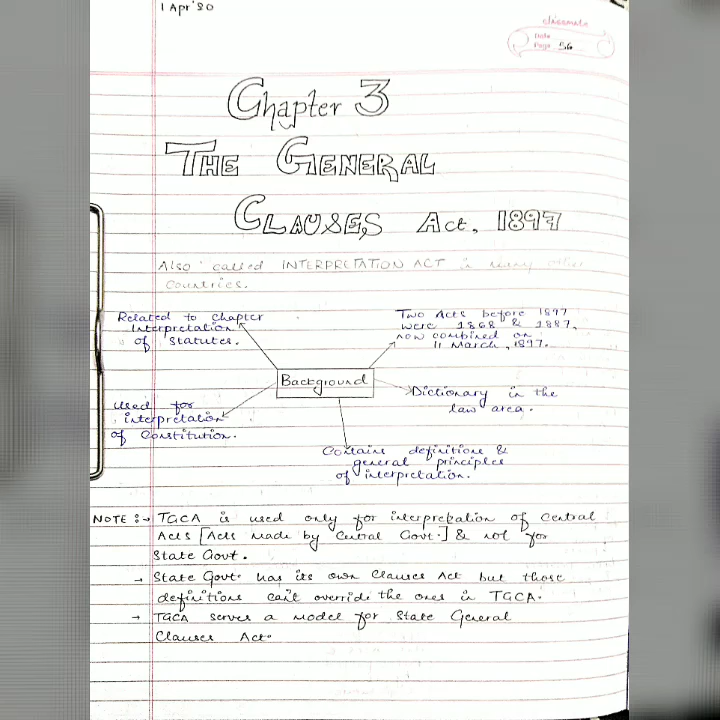 1 Apr'20
classmate
Date
Page 56
Chapter 3
THE GENERAL
CLAUSES Act, 1897
Also called INTERPRETATION ACT in many other
countries.
Related to chapter
Interpretation
of Statutes.
Two Acts before 1897
were 1868 & 1887,
now combined on
11 March, 1897.
Background
Dictionary in the
law area.
Used for
interpretation
of Constitution.
Contains definitions &
general principles
of interpretation.
NOTE :→ TGCA is used only for interpretation of Central
Acts [Acts made by Central Govt.] & not for
State Govt.
→ State Govt. has its own Clauses Act but those
definitions can't override the ones in TGCA.
→ TGCA serves a model for State General
Clauses Act.